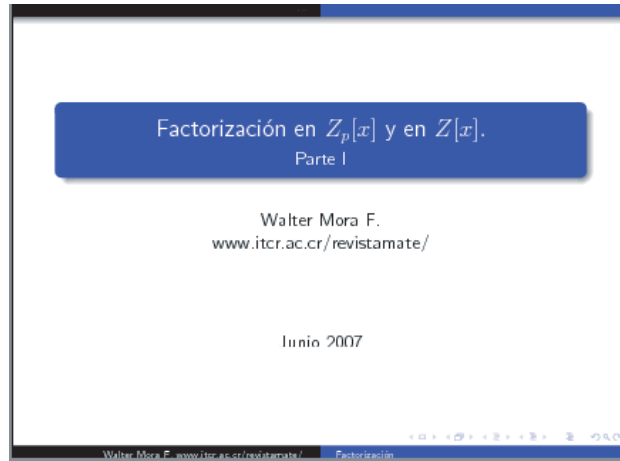 Factorización en $Z_p[x]$ y en $Z[x]$.
Parte I
Walter Mora F.
www.itcr.ac.cr/revistamate/
Junio 2007
Walter Mora F. www.itcr.ac.cr/revistamate/
Factorización